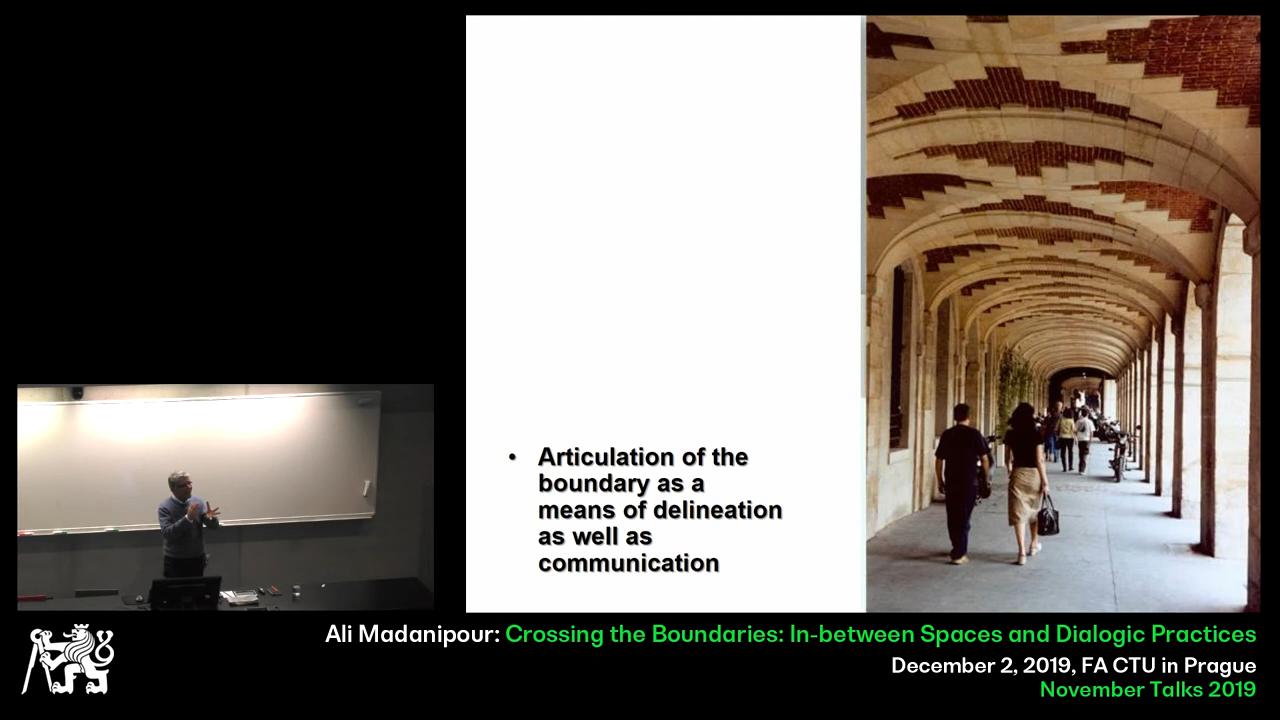 • Articulation of the
boundary as a
means of delineation
as well as
communication
Ali Madanipour: Crossing the Boundaries: In-between Spaces and Dialogic Practices
December 2, 2019, FA CTU in Prague
November Talks 2019